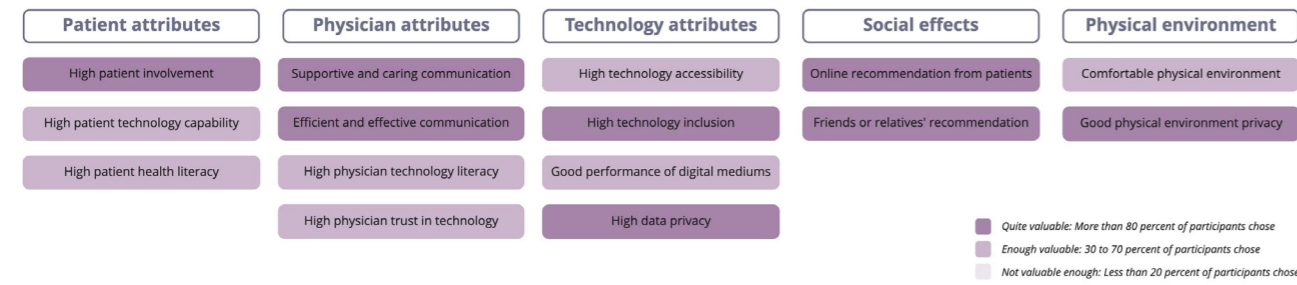 Patient attributes
Physician attributes
Technology attributes
Social effects
Physical environment
High patient involvement
Supportive and caring communication
High technology accessibility
Online recommendation from patients
Comfortable physical environment
High patient technology capability
Efficient and effective communication
High technology inclusion
Friends or relatives' recommendation
Good physical environment privacy
High patient health literacy
High physician technology literacy
Good performance of digital mediums
High physician trust in technology
High data privacy
Quite valuable: More than 80 percent of participants chose
Enough valuable: 30 to 70 percent of participants chose
Not valuable enough: Less than 20 percent of participants chose